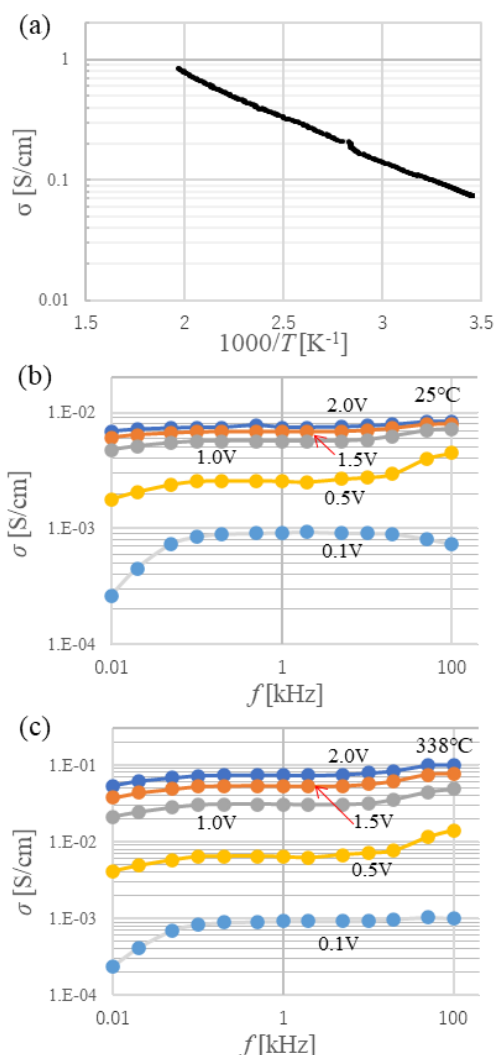 (a)
1
0.1
0.01
σ [S/cm]
1.5 2 2.5 3 3.5
1000/T [K-1]
(b)
25°C
1.E-02
1.E-03
1.E-04
σ [S/cm]
2.0V
1.0V
1.5V
0.5V
0.1V
0.01 1 100
f [kHz]
(c)
338°C
1.E-01
1.E-02
1.E-03
1.E-04
σ [S/cm]
2.0V
1.0V
1.5V
0.5V
0.1V
0.01 1 100
f [kHz]